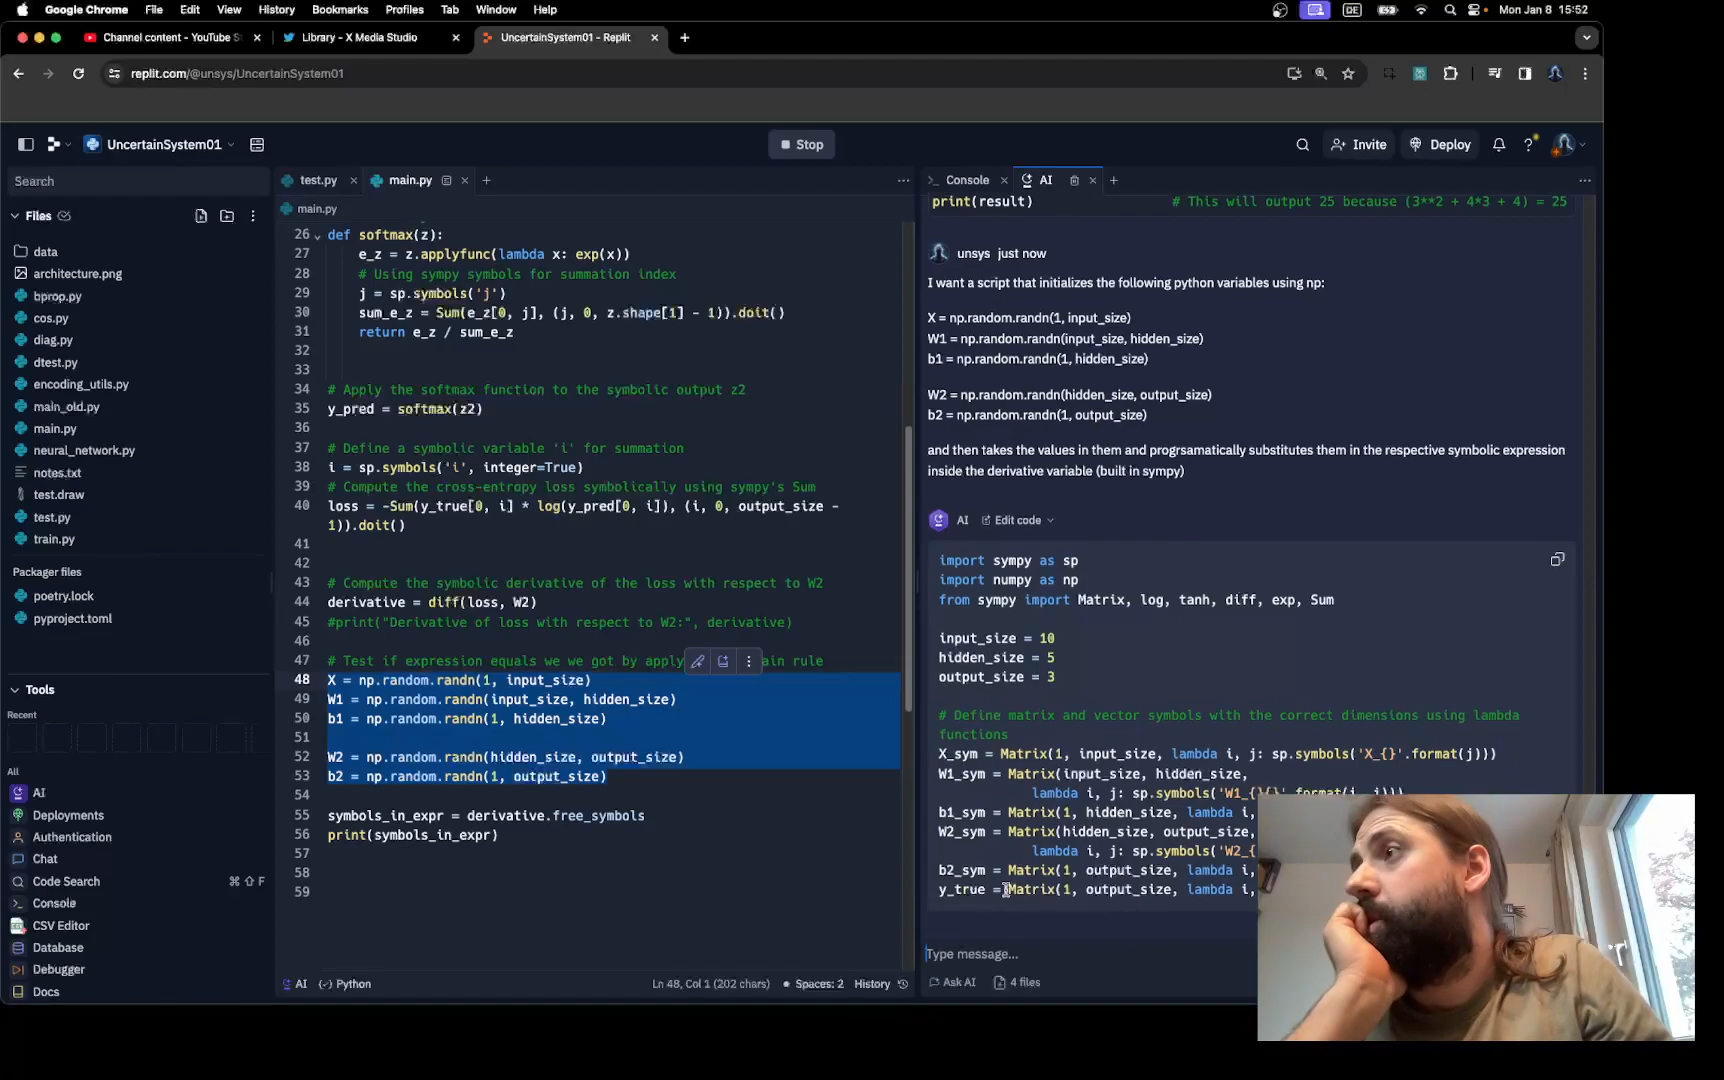 Google Chrome File Edit View History Bookmarks Profiles Tab Window Help
DE
Mon Jan 8 15:52
Channel content - YouTube S
Library - X Media Studio
UncertainSystem01 - Replit
replit.com/@unsys/UncertainSystem01
UncertainSystem01
Stop
Invite
Deploy
Search
Files
data
architecture.png
bprop.py
cos.py
diag.py
dtest.py
encoding_utils.py
main_old.py
main.py
neural_network.py
notes.txt
test.draw
test.py
train.py
Packager files
poetry.lock
pyproject.toml
Tools
Recent
All
AI
Deployments
Authentication
Chat
Code Search ⌘ ⇧ F
Console
CSV Editor
Database
Debugger
Docs
test.py
main.py
main.py
26 def softmax(z):
27 e_z = z.applyfunc(lambda x: exp(x))
28 # Using sympy symbols for summation index
29 j = sp.symbols('j')
30 sum_e_z = Sum(e_z[0, j], (j, 0, z.shape[1] - 1)).doit()
31 return e_z / sum_e_z
32
33
34 # Apply the softmax function to the symbolic output z2
35 y_pred = softmax(z2)
36
37 # Define a symbolic variable 'i' for summation
38 i = sp.symbols('i', integer=True)
39 # Compute the cross-entropy loss symbolically using sympy's Sum
40 loss = -Sum(y_true[0, i] * log(y_pred[0, i]), (i, 0, output_size -
1)).doit()
41
42
43 # Compute the symbolic derivative of the loss with respect to W2
44 derivative = diff(loss, W2)
45 #print("Derivative of loss with respect to W2:", derivative)
46
47 # Test if expression equals we we got by apply ain rule
48 X = np.random.randn(1, input_size)
49 W1 = np.random.randn(input_size, hidden_size)
50 b1 = np.random.randn(1, hidden_size)
51
52 W2 = np.random.randn(hidden_size, output_size)
53 b2 = np.random.randn(1, output_size)
54
55 symbols_in_expr = derivative.free_symbols
56 print(symbols_in_expr)
57
58
59
AI Python
Ln 48, Col 1 (202 chars) Spaces: 2 History
Console
AI
print(result) # This will output 25 because (3**2 + 4*3 + 4) = 25
unsys just now
I want a script that initializes the following python variables using np:
X = np.random.randn(1, input_size)
W1 = np.random.randn(input_size, hidden_size)
b1 = np.random.randn(1, hidden_size)
W2 = np.random.randn(hidden_size, output_size)
b2 = np.random.randn(1, output_size)
and then takes the values in them and progrsamatically substitutes them in the respective symbolic expression
inside the derivative variable (built in sympy)
AI Edit code
import sympy as sp
import numpy as np
from sympy import Matrix, log, tanh, diff, exp, Sum
input_size = 10
hidden_size = 5
output_size = 3
# Define matrix and vector symbols with the correct dimensions using lambda
functions
X_sym = Matrix(1, input_size, lambda i, j: sp.symbols('X_{}'.format(j)))
W1_sym = Matrix(input_size, hidden_size,
lambda i, j: sp.symbols('W1_{}{}'.format(i, j)))
b1_sym = Matrix(1, hidden_size, lambda i,
W2_sym = Matrix(hidden_size, output_size,
lambda i, j: sp.symbols('W2_{
b2_sym = Matrix(1, output_size, lambda i,
y_true = Matrix(1, output_size, lambda i,
Type message...
Ask AI 4 files